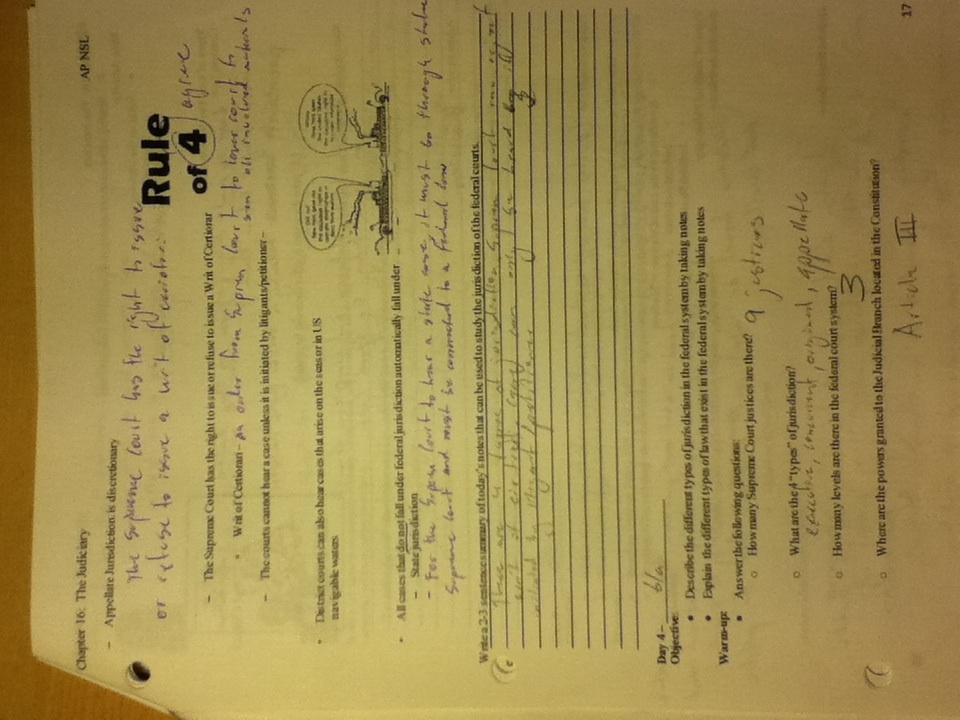 Chapter 16: The Judiciary
AP NSL
– Appellate Jurisdiction is discretionary
The Supreme Court has the right to issue
or refuse to issue a writ of
Rule
of 4 agree
– The Supreme Court has the right to issue or refuse to issue a Writ of Certiorar
Writ of Certiorari – an order from Suprem Court to lower court to
all involved materials
– The courts cannot hear a case unless it is initiated by litigants/petitioner –
• District courts can also hear cases that arise on the seas or in US
navigable waters
• All cases that do not fall under federal jurisdiction automatically fall under
– State jurisdiction
– For the Supreme Court to hear a state case, it must go through
Supreme Court and must be connected to a Federal
Write a 2-3 sentence summary of today's notes that can be used to study the jurisdiction of the federal courts.
There are 4 types of jurisdiction Suprem Court can
writ of can only be heard if
initiated by litigant/petitioner
Day 4 – 6/a
Objective:
• Describe the different types of jurisdiction in the federal system by taking notes
• Explain the different types of law that exist in the federal system by taking notes
Warm-up:
• Answer the following questions:
o How many Supreme Court justices are there? 9 justices
o What are the 4 "types" of jurisdiction?
concurrent, original, appellate
o How many levels are there in the federal court system?
3
o Where are the powers granted to the Judicial Branch located in the Constitution?
Article III
17